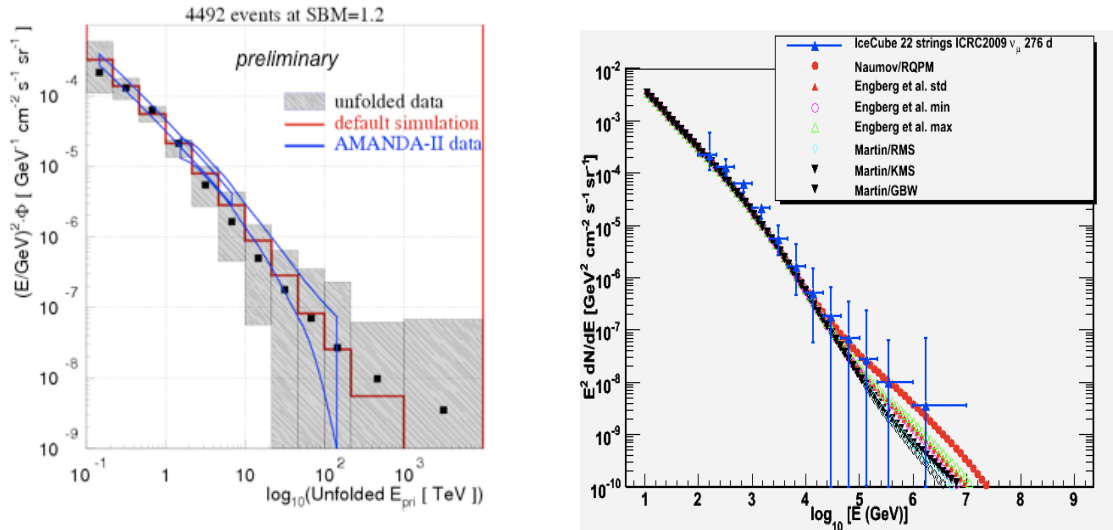 4492 events at SBM=1.2
preliminary
unfolded data
default simulation
AMANDA-II data
(E/GeV)²·Φ [ GeV⁻¹ cm⁻² s⁻¹ sr⁻¹ ]
10⁻⁴
10⁻⁵
10⁻⁶
10⁻⁷
10⁻⁸
10⁻⁹
10⁻¹ 1 10 10² 10³
log₁₀(Unfolded E_pri [ TeV ])
IceCube 22 strings ICRC2009 ν_μ 276 d
Naumov/RQPM
Engberg et al. std
Engberg et al. min
Engberg et al. max
Martin/RMS
Martin/KMS
Martin/GBW
E² dN/dE [GeV² cm⁻² s⁻¹ sr⁻¹]
10⁻²
10⁻³
10⁻⁴
10⁻⁵
10⁻⁶
10⁻⁷
10⁻⁸
10⁻⁹
10⁻¹⁰
1 2 3 4 5 6 7 8 9
log₁₀ [E (GeV)]